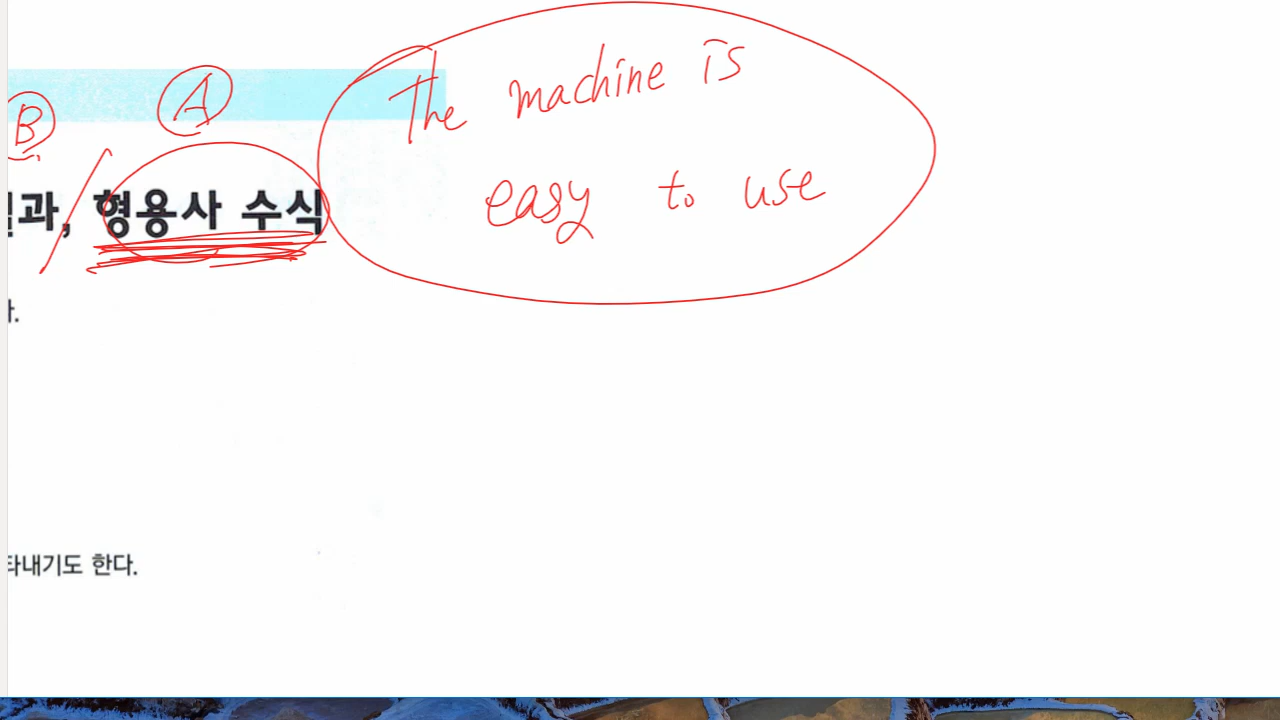 The machine is
easy to use
A
B
과, 형용사 수식
다.
타내기도 한다.